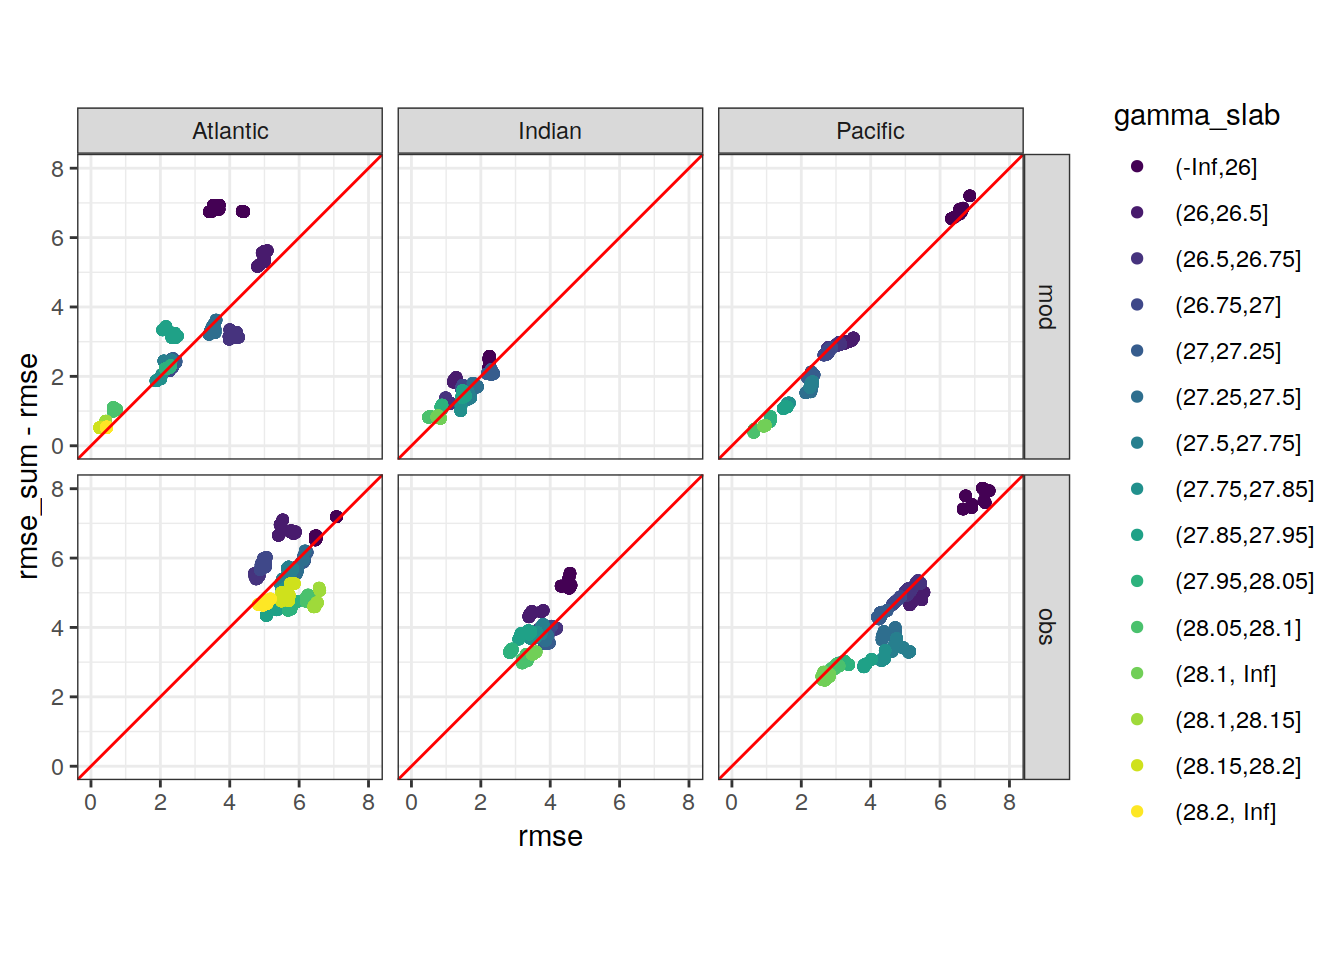 Atlantic Indian Pacific
8
6
4
2
0
mod
8
6
4
2
0
obs
0 2 4 6 8 0 2 4 6 8 0 2 4 6 8
rmse
rmse_sum - rmse
gamma_slab
(-Inf,26]
(26,26.5]
(26.5,26.75]
(26.75,27]
(27,27.25]
(27.25,27.5]
(27.5,27.75]
(27.75,27.85]
(27.85,27.95]
(27.95,28.05]
(28.05,28.1]
(28.1, Inf]
(28.1,28.15]
(28.15,28.2]
(28.2, Inf]